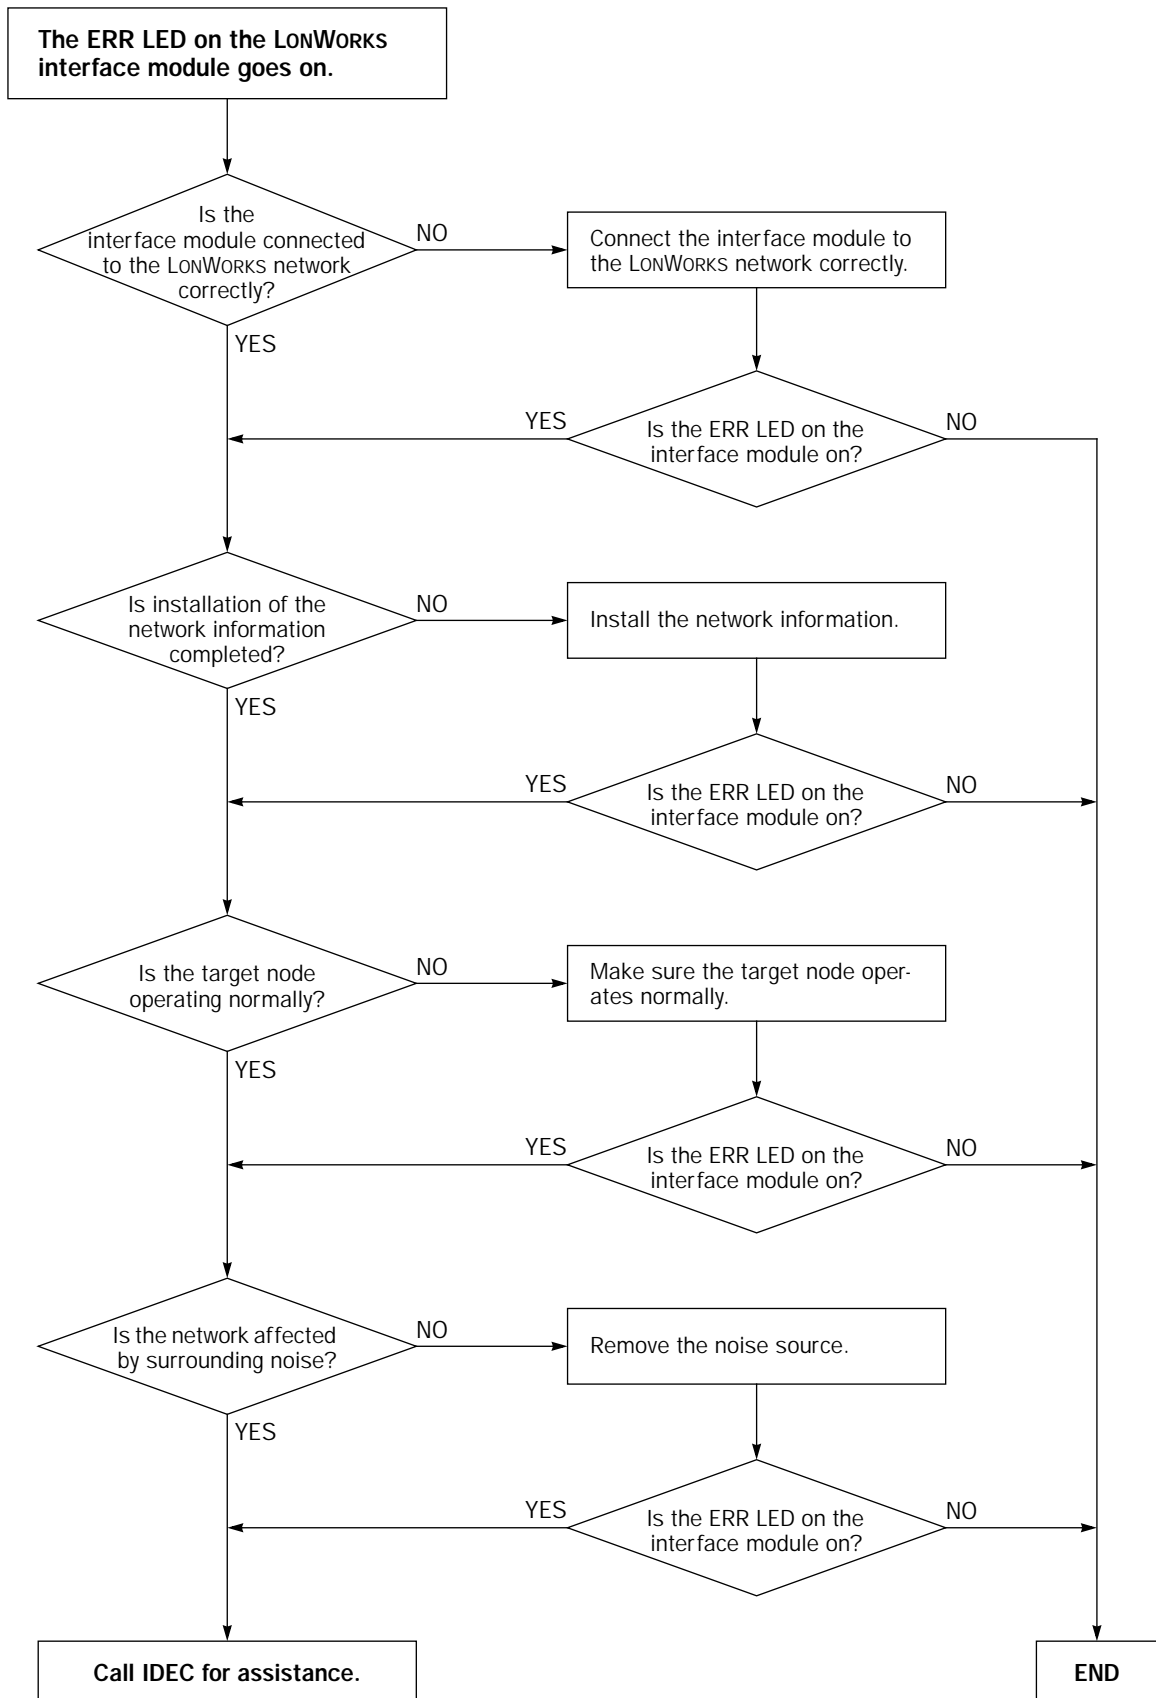 The ERR LED on the LONWORKS
interface module goes on.
Is the
interface module connected
to the LONWORKS network
correctly?
NO
Connect the interface module to
the LONWORKS network correctly.
YES
YES
Is the ERR LED on the
interface module on?
NO
Is installation of the
network information
completed?
NO
Install the network information.
YES
YES
Is the ERR LED on the
interface module on?
NO
Is the target node
operating normally?
NO
Make sure the target node oper-
ates normally.
YES
YES
Is the ERR LED on the
interface module on?
NO
Is the network affected
by surrounding noise?
NO
Remove the noise source.
YES
YES
Is the ERR LED on the
interface module on?
NO
Call IDEC for assistance.
END